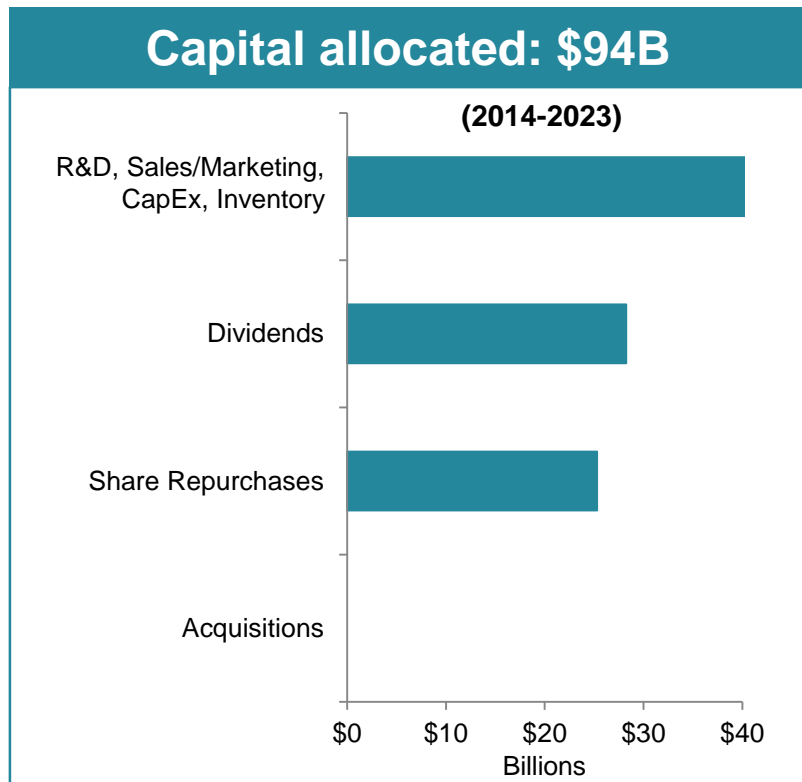 Capital allocated: $94B
(2014-2023)
R&D, Sales/Marketing,
CapEx, Inventory
Dividends
Share Repurchases
Acquisitions
$0 $10 $20 $30 $40
Billions